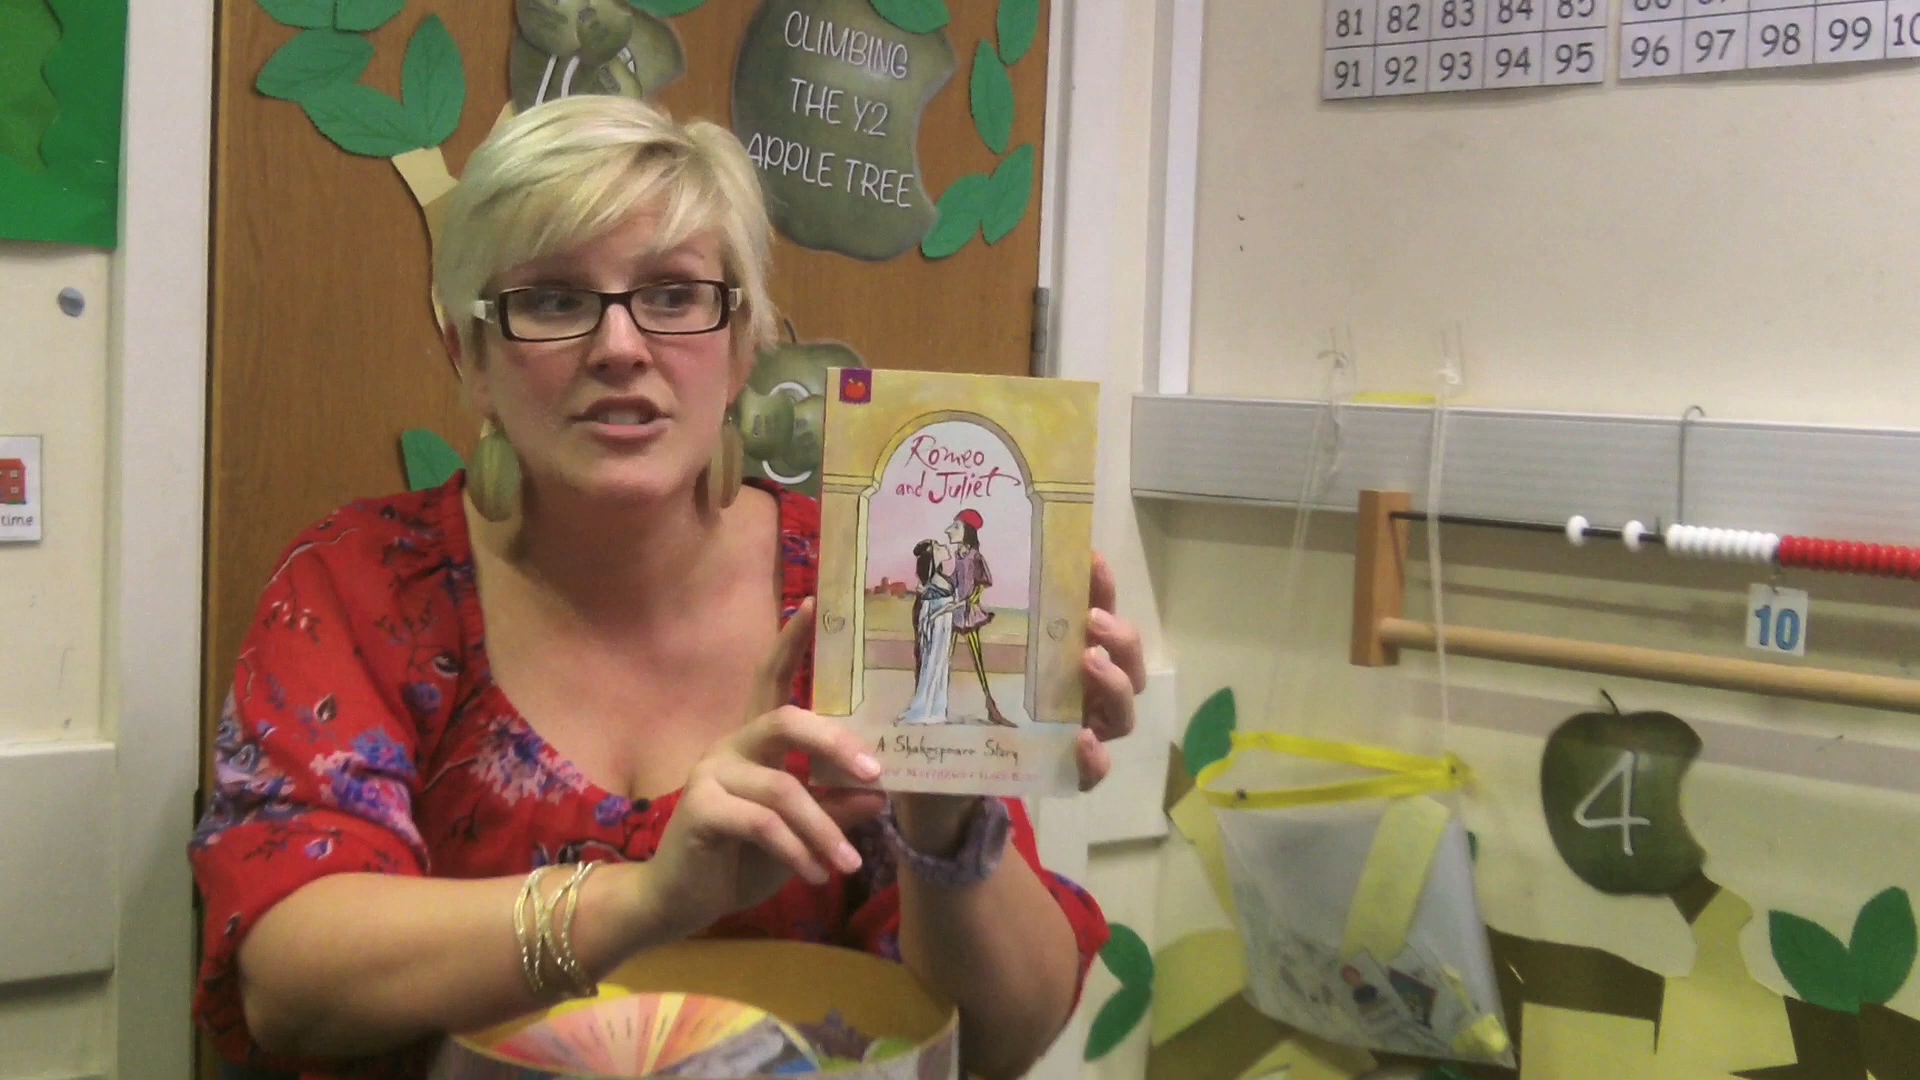 CLIMBING
THE Y.2
APPLE TREE
81 82 83 84 85
91 92 93 94 95
96 97 98 99
Romeo
and Juliet
A Shakespeare Story
time
10
4